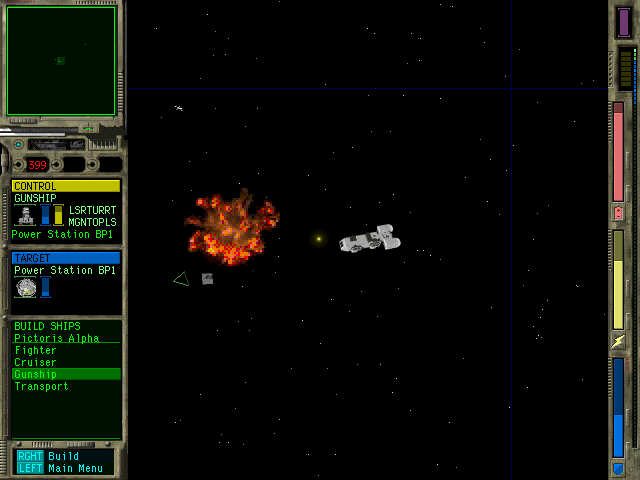 399
CONTROL
GUNSHIP
LSRTURRT
MGNTOPLS
Power Station BP1
TARGET
Power Station BP1
BUILD SHIPS
Pictoris Alpha
Fighter
Cruiser
Gunship
Transport
RGHT Build
LEFT Main Menu